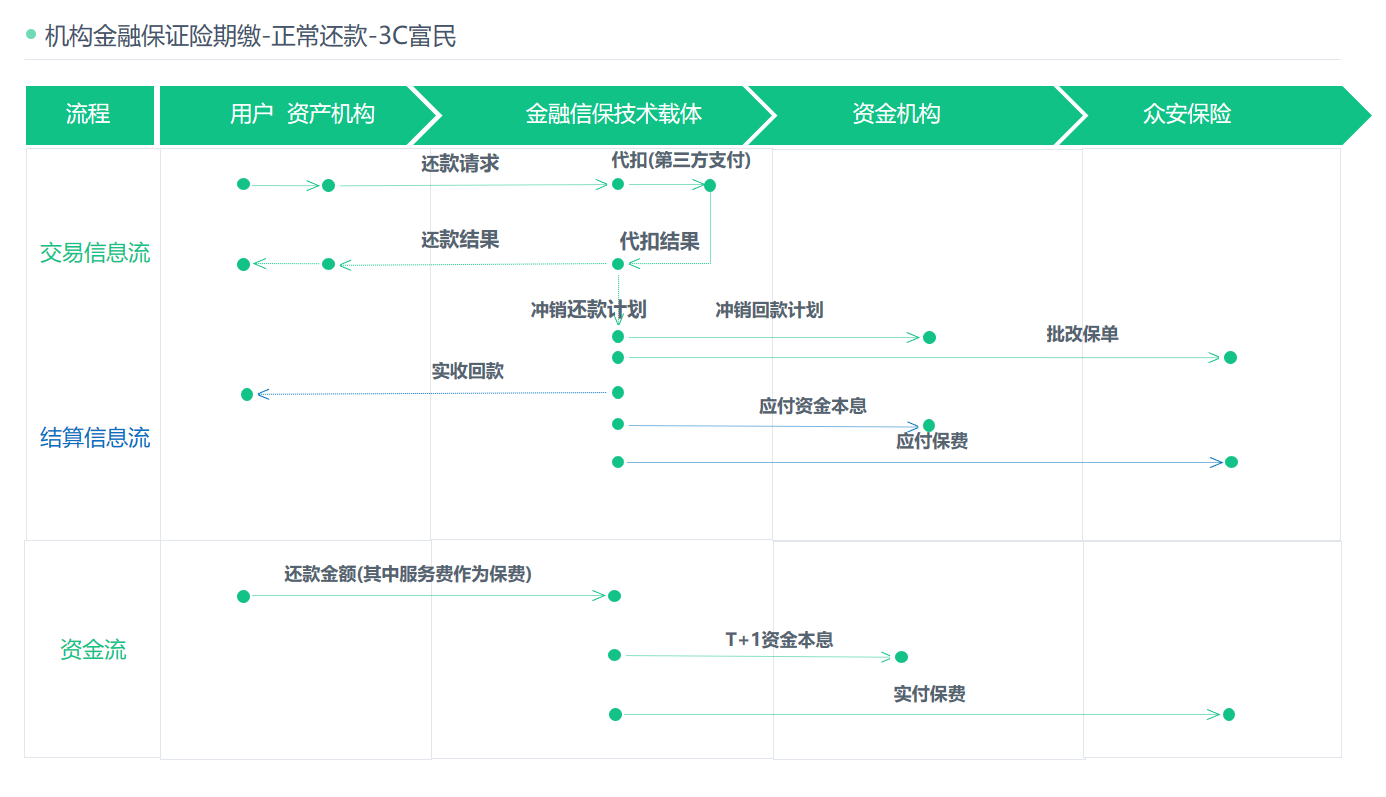 机构金融保证险期缴-正常还款-3C富民
流程
用户 资产机构
金融信保技术载体
资金机构
众安保险
还款请求
代扣(第三方支付)
交易信息流
还款结果
代扣结果
冲销还款计划
冲销回款计划
批改保单
实收回款
应付资金本息
结算信息流
应付保费
还款金额(其中服务费作为保费)
资金流
T+1资金本息
实付保费